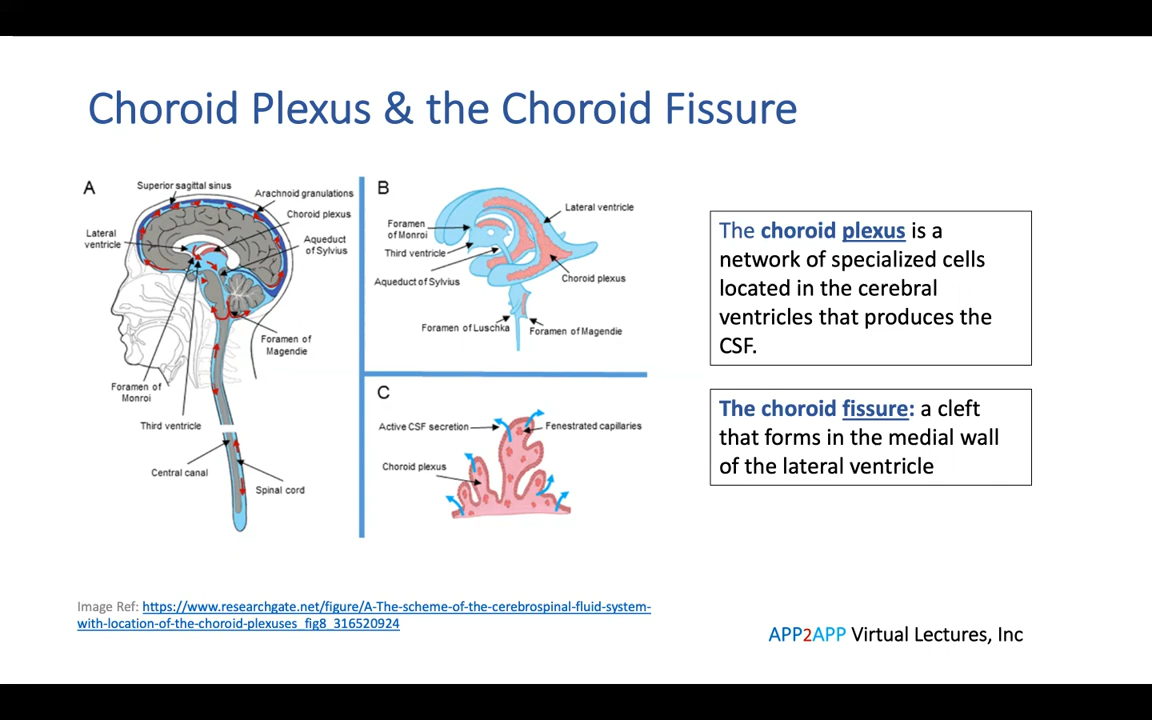 Choroid Plexus & the Choroid Fissure
A
Superior sagittal sinus
Arachnoid granulations
Choroid plexus
Lateral
ventricle
Aqueduct
of Sylvius
Foramen of
Magendie
Foramen of
Monroi
Third ventricle
Central canal
Spinal cord
B
Lateral ventricle
Foramen
of Monroi
Third ventricle
Aqueduct of Sylvius
Choroid plexus
Foramen of Luschka
Foramen of Magendie
C
Active CSF secretion
Fenestrated capillaries
Choroid plexus
The choroid plexus is a
network of specialized cells
located in the cerebral
ventricles that produces the
CSF.
The choroid fissure: a cleft
that forms in the medial wall
of the lateral ventricle
Image Ref: https://www.researchgate.net/figure/A-The-scheme-of-the-cerebrospinal-fluid-system-
with-location-of-the-choroid-plexuses_fig8_316520924
APP2APP Virtual Lectures, Inc